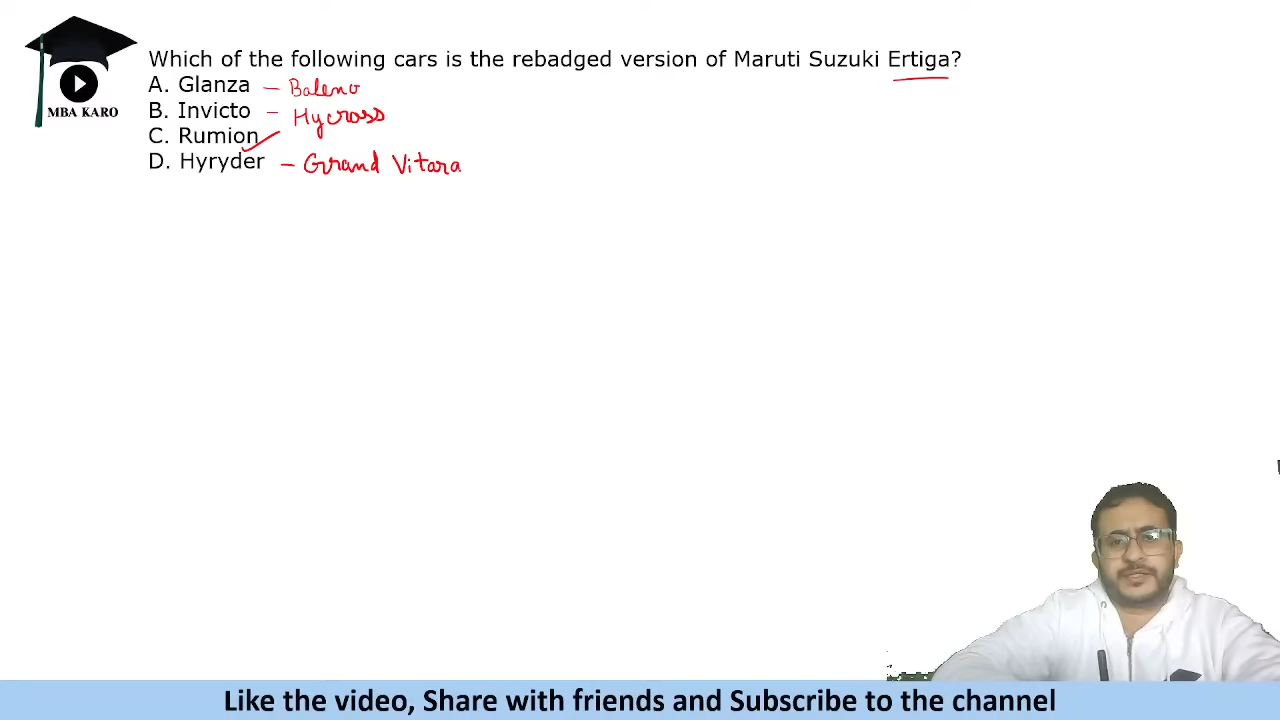 Which of the following cars is the rebadged version of Maruti Suzuki Ertiga?
A. Glanza – Baleno
B. Invicto – Hycross
C. Rumion
D. Hyryder – Grand Vitara
MBA KARO
Like the video, Share with friends and Subscribe to the channel